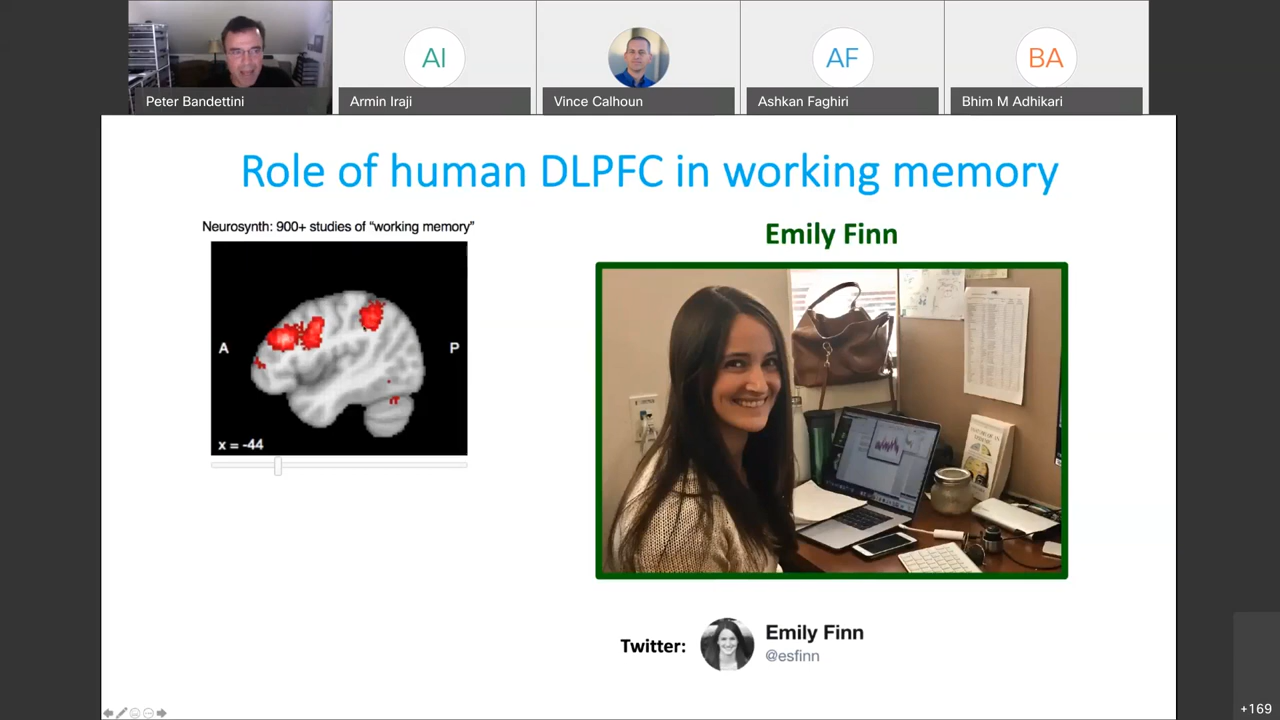 AI
AF
BA
Peter Bandettini
Armin Iraji
Vince Calhoun
Ashkan Faghiri
Bhim M Adhikari
Role of human DLPFC in working memory
Neurosynth: 900+ studies of “working memory”
A
P
x = -44
Emily Finn
Twitter:
Emily Finn
@esfinn
+169